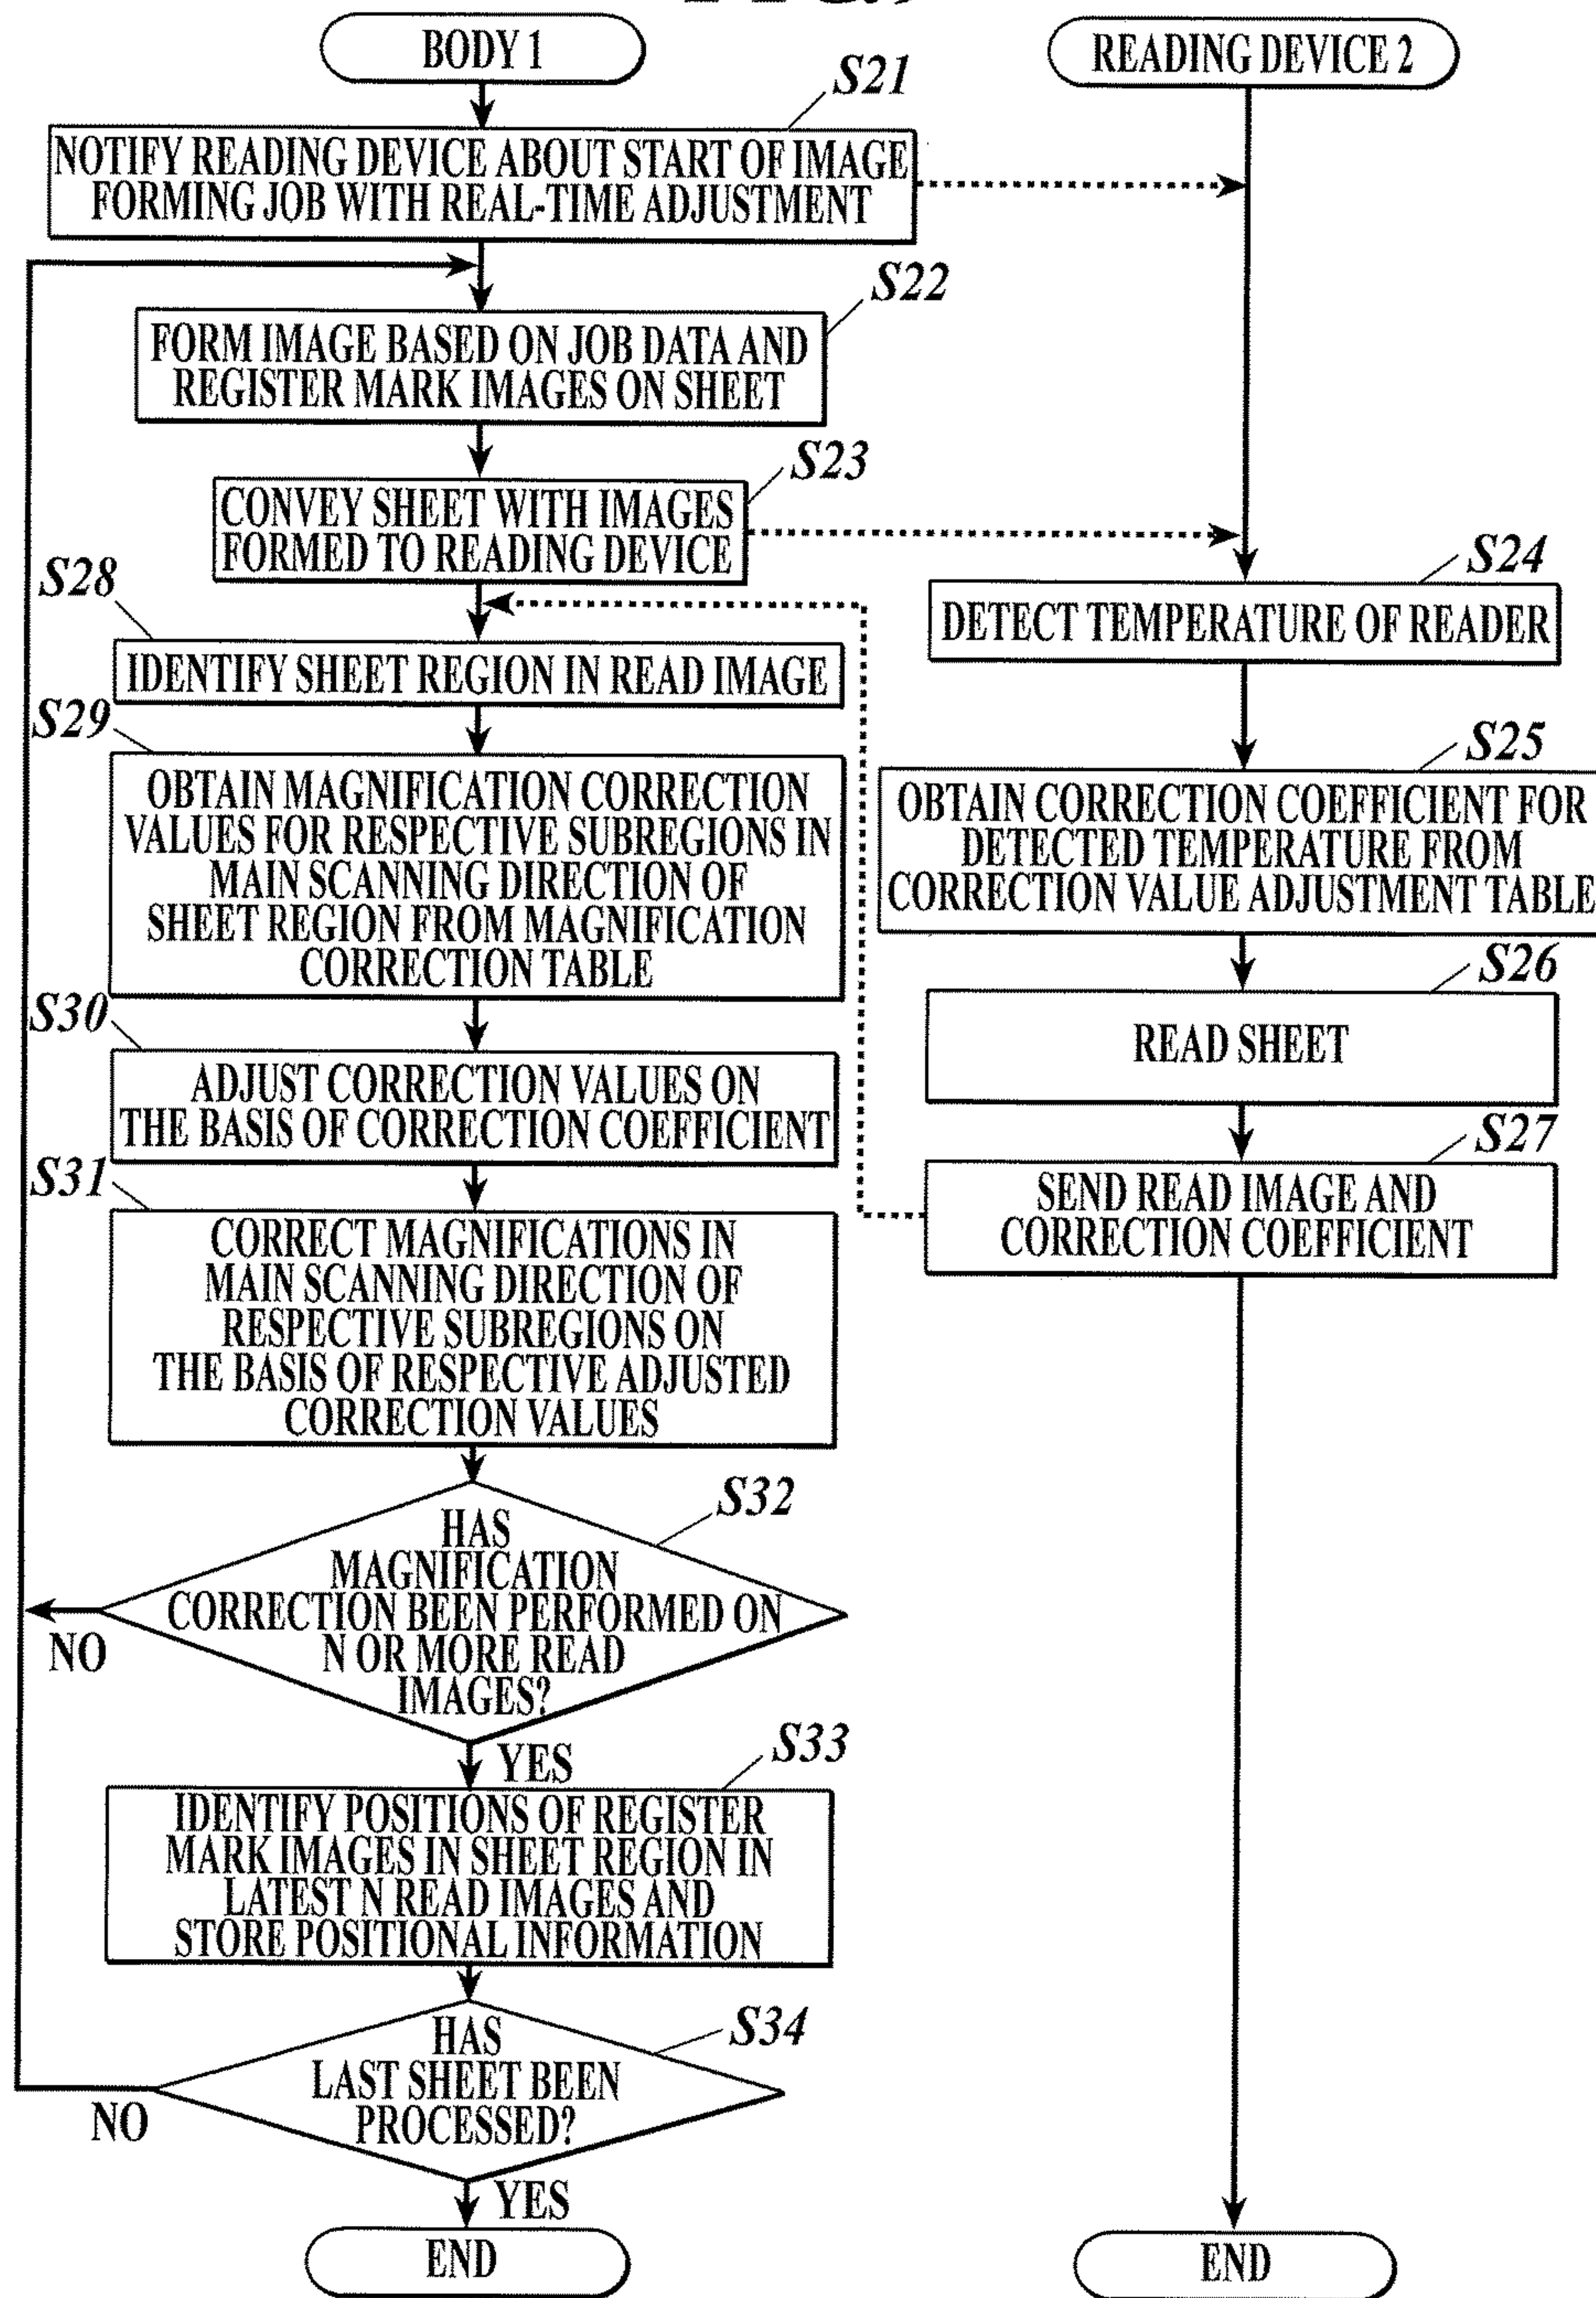 BODY 1
S21
NOTIFY READING DEVICE ABOUT START OF IMAGE
FORMING JOB WITH REAL-TIME ADJUSTMENT
S22
FORM IMAGE BASED ON JOB DATA AND
REGISTER MARK IMAGES ON SHEET
S23
CONVEY SHEET WITH IMAGES
FORMED TO READING DEVICE
S28
IDENTIFY SHEET REGION IN READ IMAGE
S29
OBTAIN MAGNIFICATION CORRECTION
VALUES FOR RESPECTIVE SUBREGIONS IN
MAIN SCANNING DIRECTION OF
SHEET REGION FROM MAGNIFICATION
CORRECTION TABLE
S30
ADJUST CORRECTION VALUES ON
THE BASIS OF CORRECTION COEFFICIENT
S31
CORRECT MAGNIFICATIONS IN
MAIN SCANNING DIRECTION OF
RESPECTIVE SUBREGIONS ON
THE BASIS OF RESPECTIVE ADJUSTED
CORRECTION VALUES
S32
HAS
MAGNIFICATION
CORRECTION BEEN PERFORMED ON
N OR MORE READ
IMAGES?
NO
YES
S33
IDENTIFY POSITIONS OF REGISTER
MARK IMAGES IN SHEET REGION IN
LATEST N READ IMAGES AND
STORE POSITIONAL INFORMATION
S34
HAS
LAST SHEET BEEN
PROCESSED?
NO
YES
END
READING DEVICE 2
S24
DETECT TEMPERATURE OF READER
S25
OBTAIN CORRECTION COEFFICIENT FOR
DETECTED TEMPERATURE FROM
CORRECTION VALUE ADJUSTMENT TABLE
S26
READ SHEET
S27
SEND READ IMAGE AND
CORRECTION COEFFICIENT
END